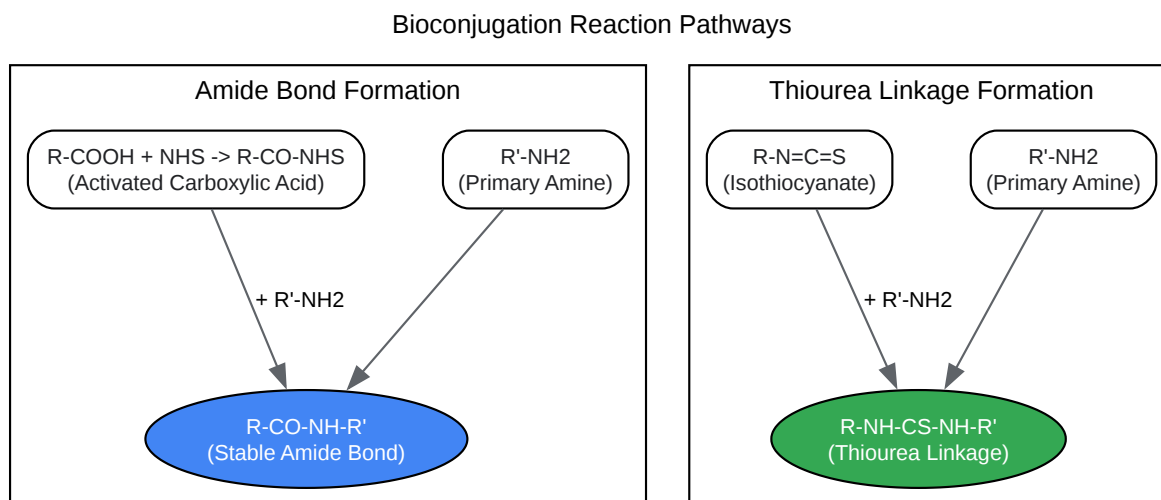 Bioconjugation Reaction Pathways
Amide Bond Formation
R-COOH + NHS -> R-CO-NHS
(Activated Carboxylic Acid)
R'-NH2
(Primary Amine)
+ R'-NH2
R-CO-NH-R'
(Stable Amide Bond)
Thiourea Linkage Formation
R-N=C=S
(Isothiocyanate)
R'-NH2
(Primary Amine)
+ R'-NH2
R-NH-CS-NH-R'
(Thiourea Linkage)